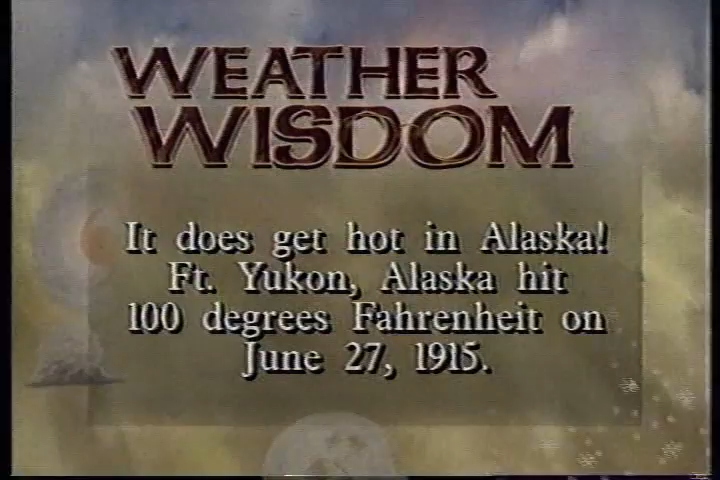 WEATHER
WISDOM
It does get hot in Alaska!
Ft. Yukon, Alaska hit
100 degrees Fahrenheit on
June 27, 1915.